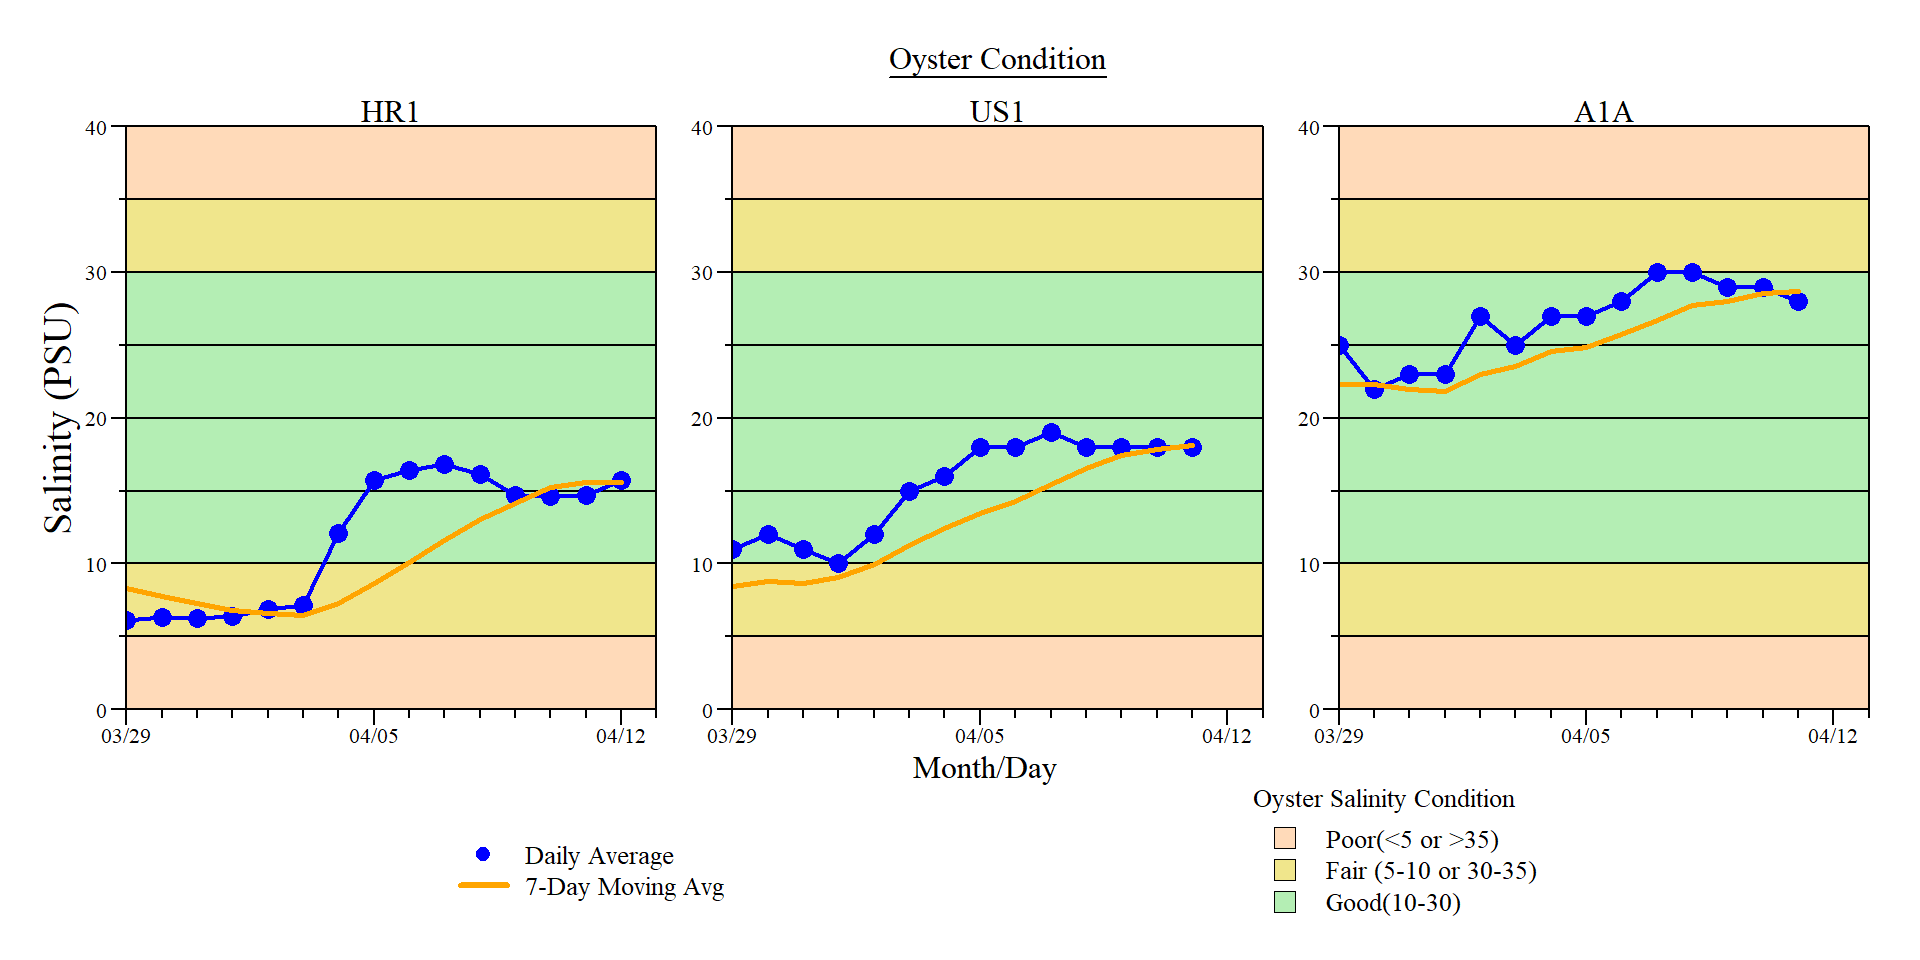 Oyster Condition
HR1
US1
A1A
Salinity (PSU)
40
30
20
10
0
03/29
04/05
04/12
40
30
20
10
0
03/29
04/05
04/12
40
30
20
10
0
03/29
04/05
04/12
Month/Day
Daily Average
7-Day Moving Avg
Oyster Salinity Condition
Poor(<5 or >35)
Fair (5-10 or 30-35)
Good(10-30)